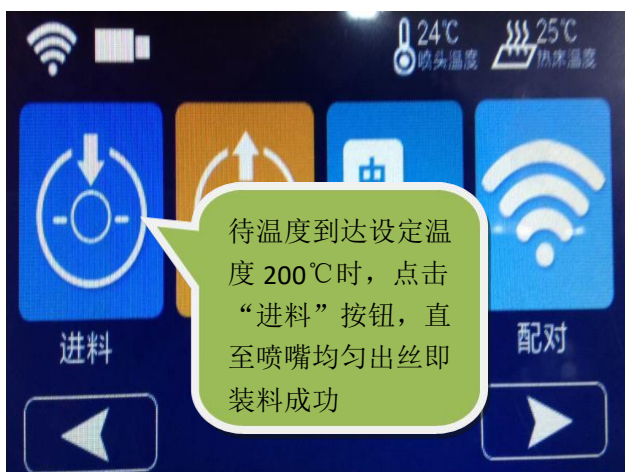 24℃
喷头温度
25℃
热床温度
中
待温度到达设定温
度 200℃时，点击
“进料”按钮，直
至喷嘴均匀出丝即
装料成功
进料
配对